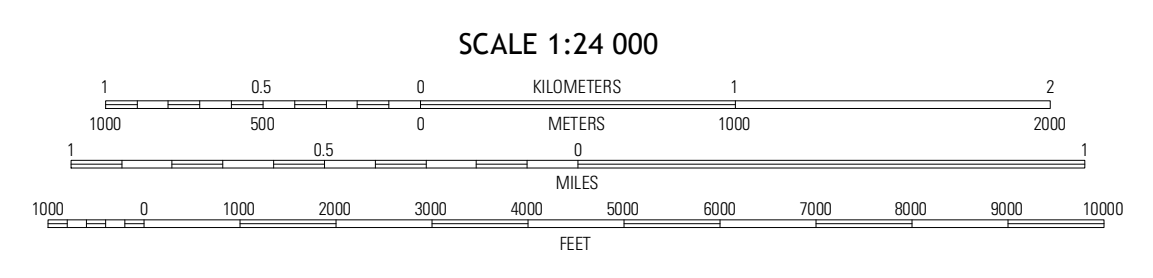 SCALE 1:24 000
1 0.5 0 KILOMETERS 1 2
1000 500 0 METERS 1000 2000
1 0.5 0 1
MILES
1000 0 1000 2000 3000 4000 5000 6000 7000 8000 9000 10000
FEET